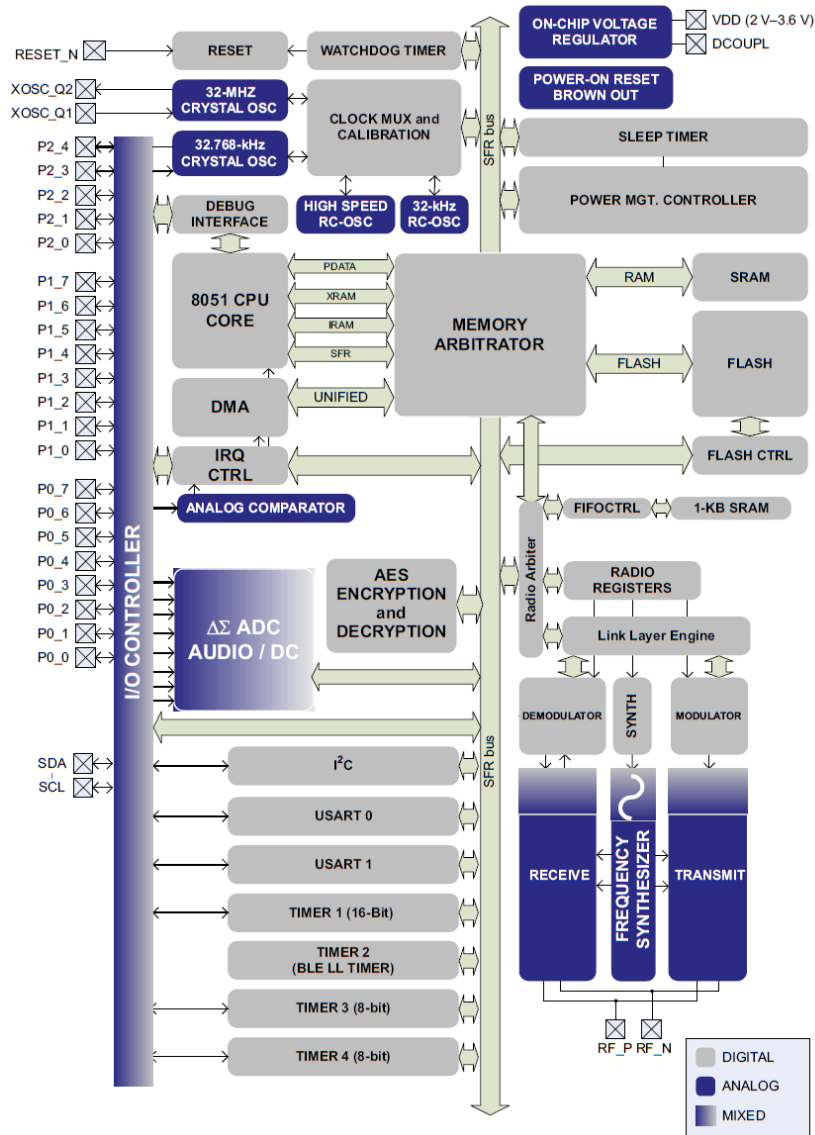 RESET_N
XOSC_Q2
XOSC_Q1
P2_4
P2_3
P2_2
P2_1
P2_0
P1_7
P1_6
P1_5
P1_4
P1_3
P1_2
P1_1
P1_0
P0_7
P0_6
P0_5
P0_4
P0_3
P0_2
P0_1
P0_0
SDA
SCL
I/O CONTROLLER
RESET
WATCHDOG TIMER
32-MHZ
CRYSTAL OSC
32.768-kHz
CRYSTAL OSC
CLOCK MUX and
CALIBRATION
DEBUG
INTERFACE
HIGH SPEED
RC-OSC
32-kHz
RC-OSC
SFR bus
ON-CHIP VOLTAGE
REGULATOR
VDD (2 V–3.6 V)
DCOUPL
POWER-ON RESET
BROWN OUT
SLEEP TIMER
POWER MGT. CONTROLLER
8051 CPU
CORE
PDATA
XRAM
IRAM
SFR
MEMORY
ARBITRATOR
RAM
SRAM
FLASH
FLASH
DMA
UNIFIED
IRQ
CTRL
FLASH CTRL
ANALOG COMPARATOR
FIFOCTRL
1-KB SRAM
Radio Arbiter
RADIO
REGISTERS
Link Layer Engine
AES
ENCRYPTION
and
DECRYPTION
ΔΣ ADC
AUDIO / DC
DEMODULATOR
SYNTH
MODULATOR
SFR bus
I²C
USART 0
USART 1
TIMER 1 (16-Bit)
TIMER 2
(BLE LL TIMER)
TIMER 3 (8-bit)
TIMER 4 (8-bit)
RECEIVE
FREQUENCY
SYNTHESIZER
TRANSMIT
RF_P
RF_N
DIGITAL
ANALOG
MIXED